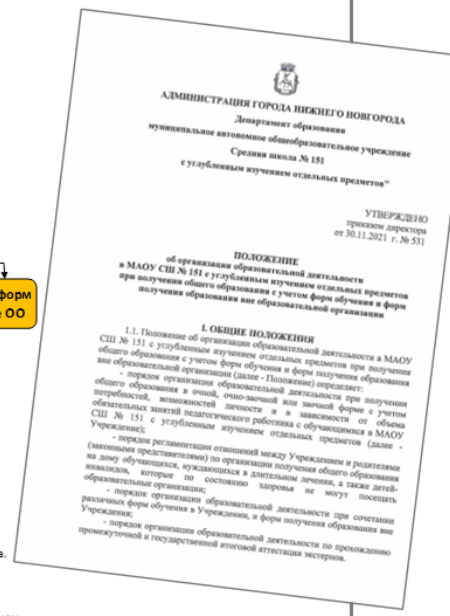 АДМИНИСТРАЦИЯ ГОРОДА НИЖНЕГО НОВГОРОДА
Департамент образования
муниципальное автономное общеобразовательное учреждение
Средняя школа № 151
с углубленным изучением отдельных предметов"
УТВЕРЖДЕНО
приказом директора
от 30.11.2021 г. № 531
форм
ОО
ПОЛОЖЕНИЕ
об организации образовательной деятельности
в МАОУ СШ № 151 с углубленным изучением отдельных предметов
при получении общего образования с учетом форм обучения и форм
получения образования вне образовательной организации
I. ОБЩИЕ ПОЛОЖЕНИЯ
1.1. Положение об организации образовательной деятельности в МАОУ
СШ № 151 с углубленным изучением отдельных предметов при получении
общего образования с учетом форм обучения и форм получения образования
вне образовательной организации (далее - Положение) определяет:
- порядок организации образовательной деятельности при получении
общего образования в очной, очно-заочной или заочной форме с учетом
потребностей, возможностей личности и в зависимости от объема
обязательных занятий педагогического работника с обучающимися в МАОУ
СШ № 151 с углубленным изучением отдельных предметов (далее -
Учреждение);
- порядок регламентации отношений между Учреждением и родителями
(законными представителями) по организации получения общего образования
на дому обучающихся, нуждающихся в длительном лечении, а также детей-
инвалидов, которые по состоянию здоровья не могут посещать
образовательные организации;
- порядок организации образовательной деятельности при сочетании
различных форм обучения в Учреждении, и форм получения образования вне
Учреждения;
- порядок организации образовательной деятельности по прохождению
промежуточной и государственной итоговой аттестации экстернов.